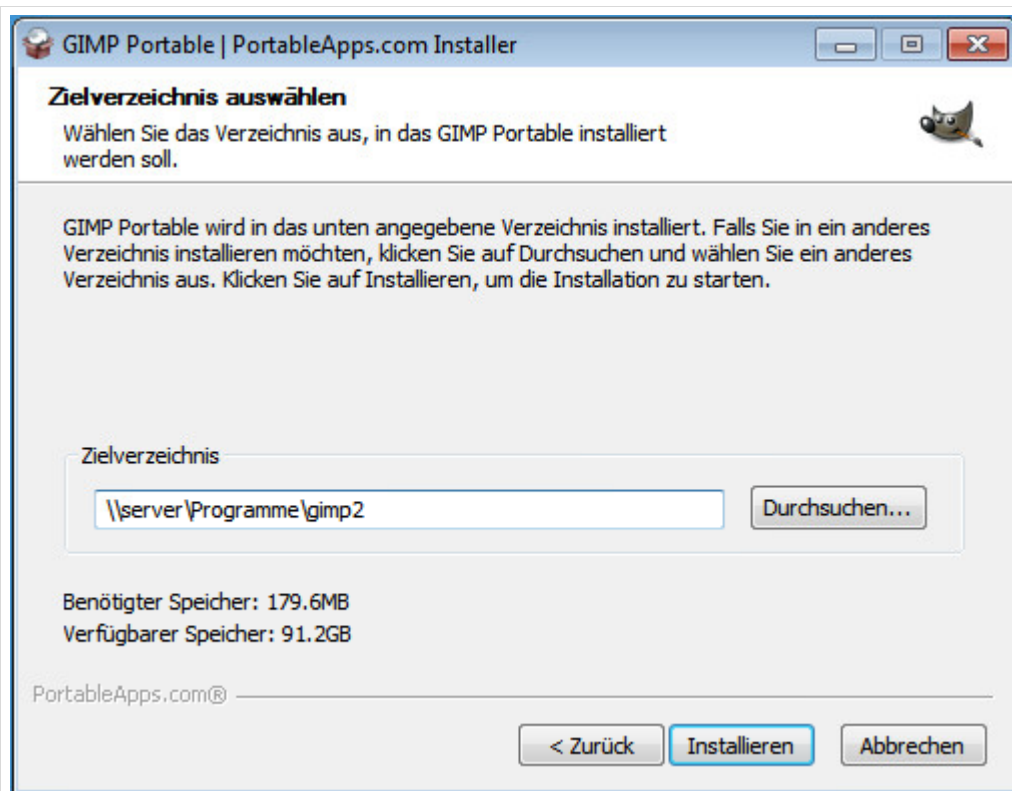 GIMP Portable | PortableApps.com Installer
Zielverzeichnis auswählen
Wählen Sie das Verzeichnis aus, in das GIMP Portable installiert
werden soll.
GIMP Portable wird in das unten angegebene Verzeichnis installiert. Falls Sie in ein anderes
Verzeichnis installieren möchten, klicken Sie auf Durchsuchen und wählen Sie ein anderes
Verzeichnis aus. Klicken Sie auf Installieren, um die Installation zu starten.
Zielverzeichnis
\\server\Programme\gimp2
Durchsuchen...
Benötigter Speicher: 179.6MB
Verfügbarer Speicher: 91.2GB
PortableApps.com®
< Zurück
Installieren
Abbrechen